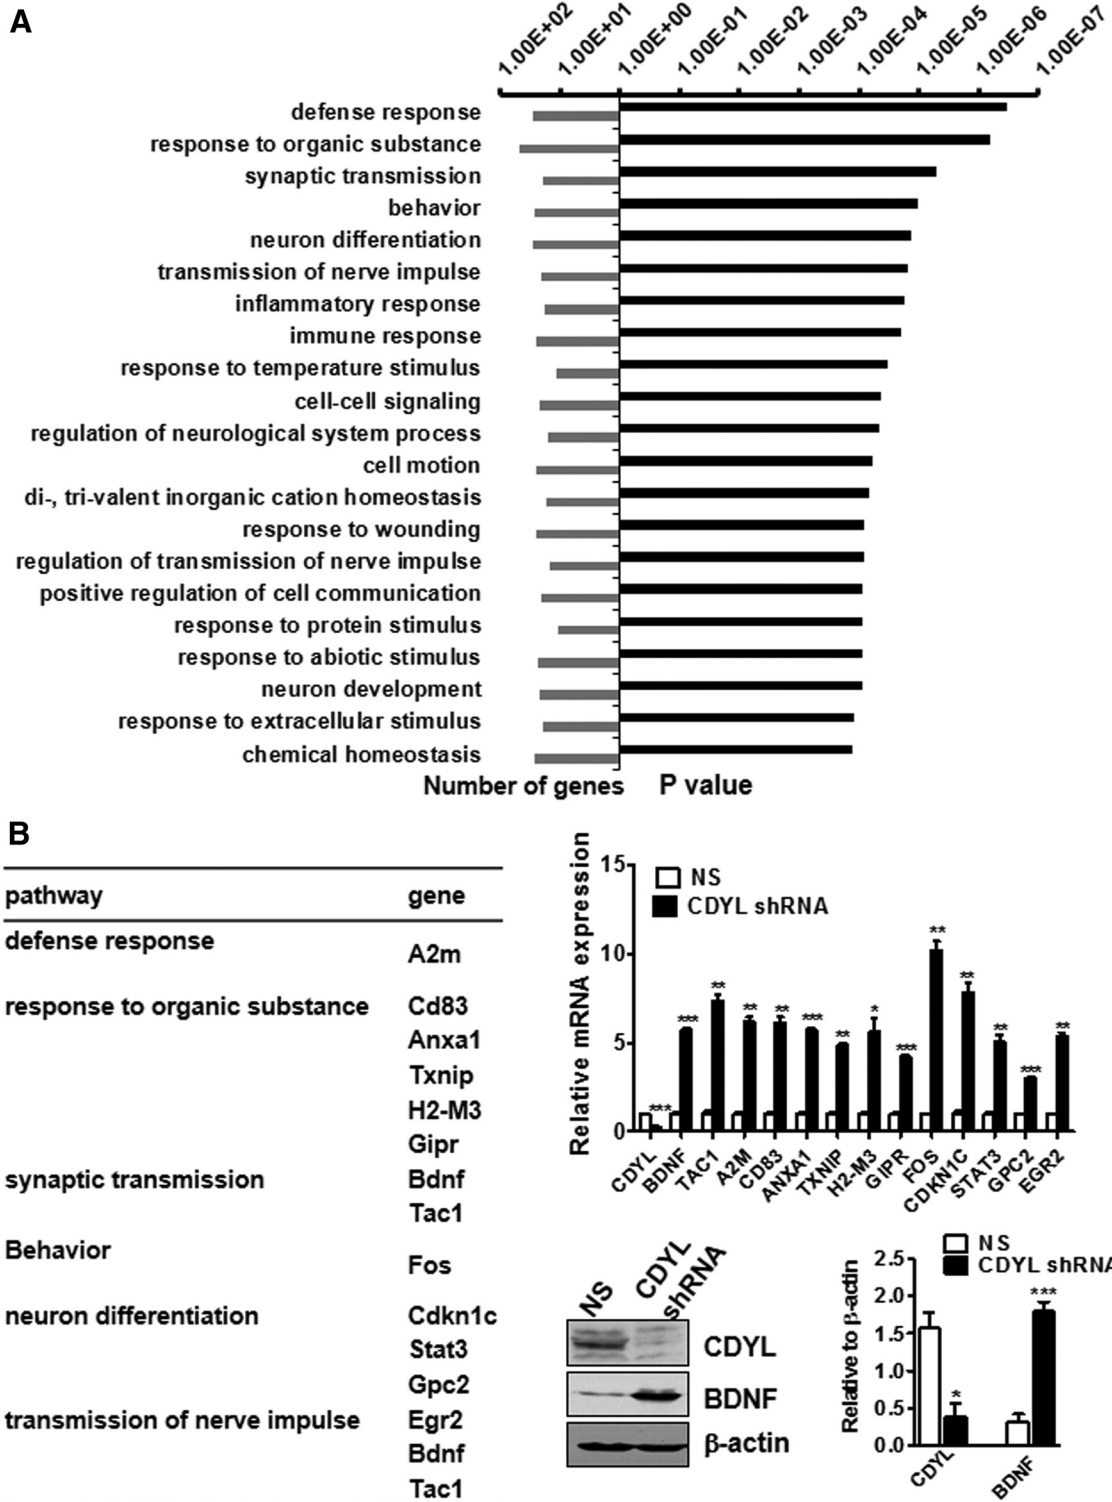 A
1.00E+02 1.00E+01 1.00E+00 1.00E-01 1.00E-02 1.00E-03 1.00E-04 1.00E-05 1.00E-06 1.00E-07
defense response
response to organic substance
synaptic transmission
behavior
neuron differentiation
transmission of nerve impulse
inflammatory response
immune response
response to temperature stimulus
cell-cell signaling
regulation of neurological system process
cell motion
di-, tri-valent inorganic cation homeostasis
response to wounding
regulation of transmission of nerve impulse
positive regulation of cell communication
response to protein stimulus
response to abiotic stimulus
neuron development
response to extracellular stimulus
chemical homeostasis
Number of genes P value
B
pathway gene
defense response A2m
response to organic substance Cd83
Anxa1
Txnip
H2-M3
Gipr
synaptic transmission Bdnf
Tac1
Behavior Fos
neuron differentiation Cdkn1c
Stat3
Gpc2
transmission of nerve impulse Egr2
Bdnf
Tac1
Relative mRNA expression
15
10
5
0
NS
CDYL shRNA
*** *** ** ** ** *** ** * *** ** ** ** *** **
CDYL BDNF TAC1 A2M CD83 ANXA1 TXNIP H2-M3 GIPR FOS CDKN1C STAT3 GPC2 EGR2
NS CDYL shRNA
CDYL
BDNF
β-actin
Relative to β-actin
2.5
2.0
1.5
1.0
0.5
0.0
NS
CDYL shRNA
* ***
CDYL BDNF